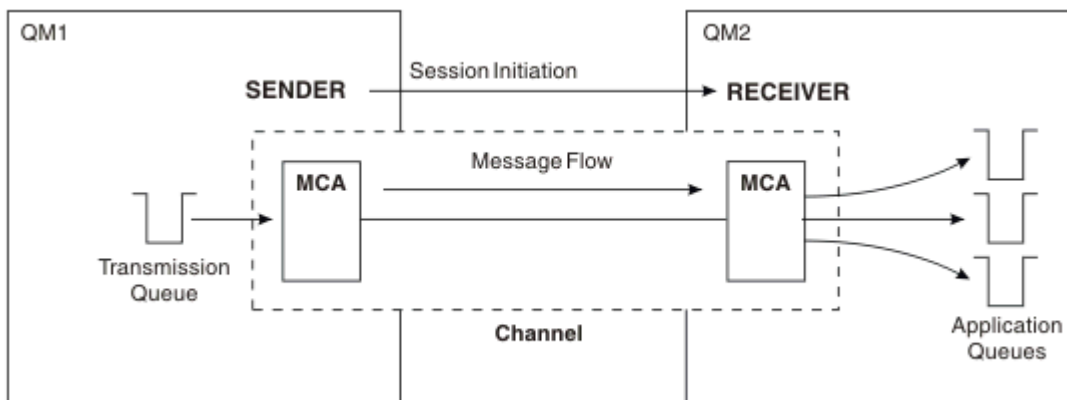 QM1
QM2
Session Initiation
SENDER
RECEIVER
Message Flow
MCA
MCA
Transmission
Queue
Channel
Application
Queues